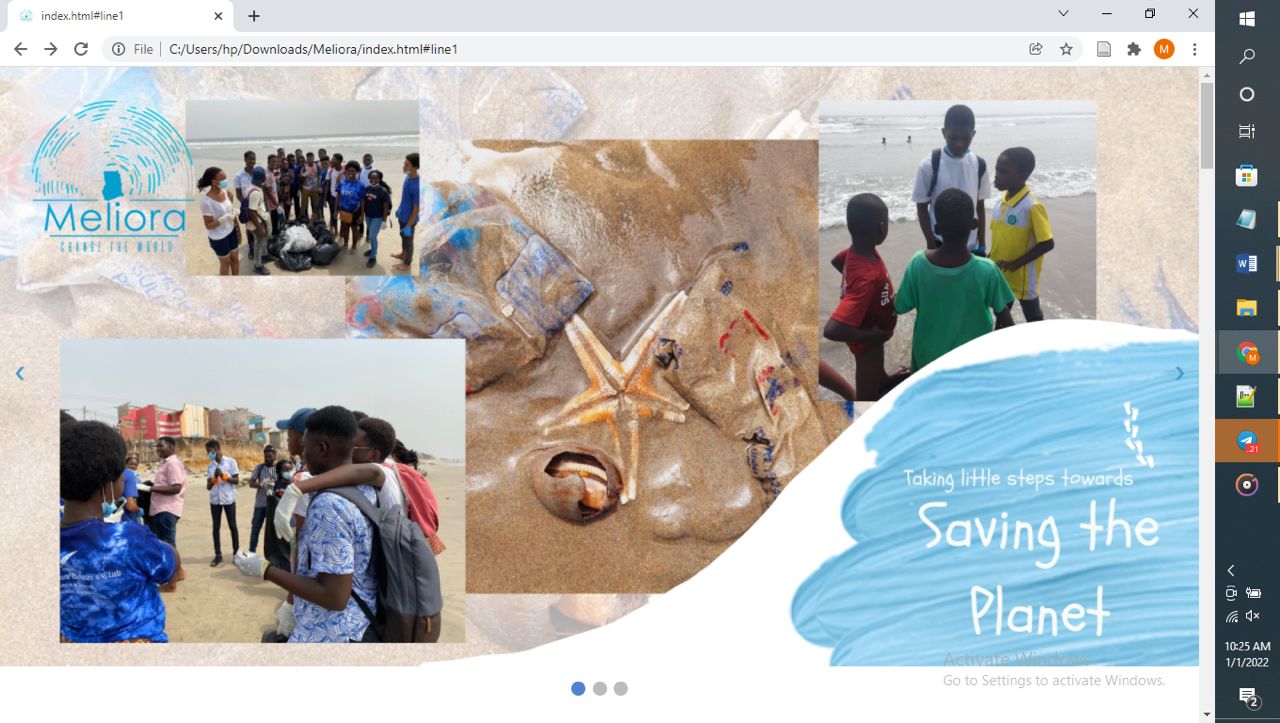 index.html#line1
File
C:/Users/hp/Downloads/Meliora/index.html#line1
M
Meliora
CHANGE THE WORLD
Taking little steps towards
Saving the
Planet
Activate Windows
Go to Settings to activate Windows.
M
..21
10:25 AM
1/1/2022
2